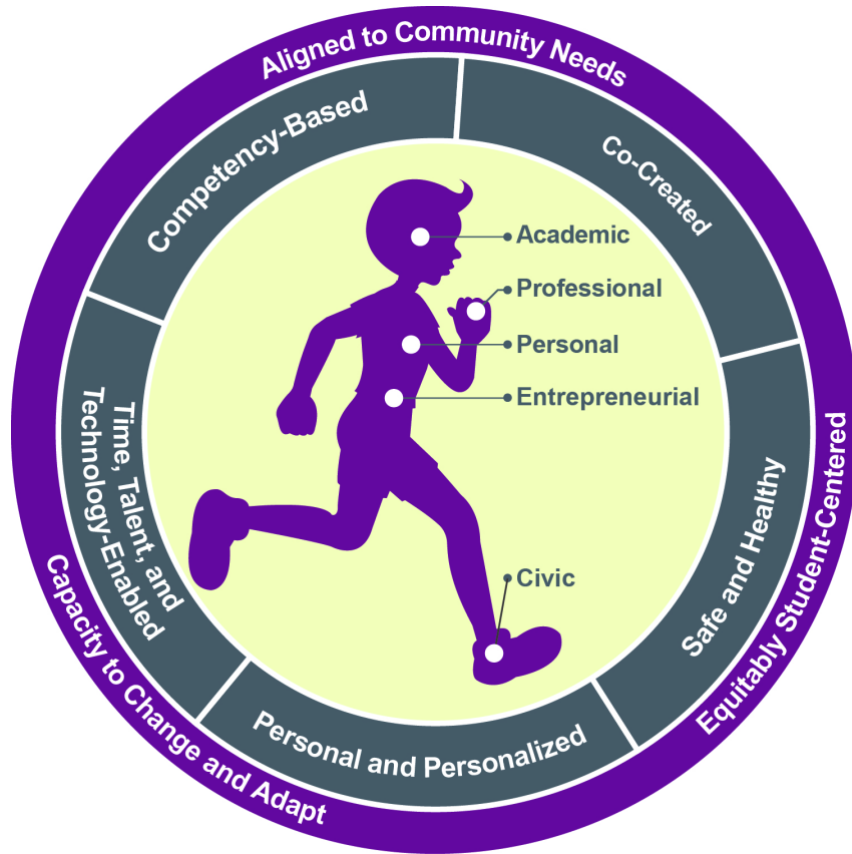 Aligned to Community Needs
Competency-Based
Co-Created
Academic
Professional
Personal
Entrepreneurial
Time, Talent, and
Technology-Enabled
Safe and Healthy
Equitably Student-Centered
Civic
Capacity to Change and Adapt
Personal and Personalized